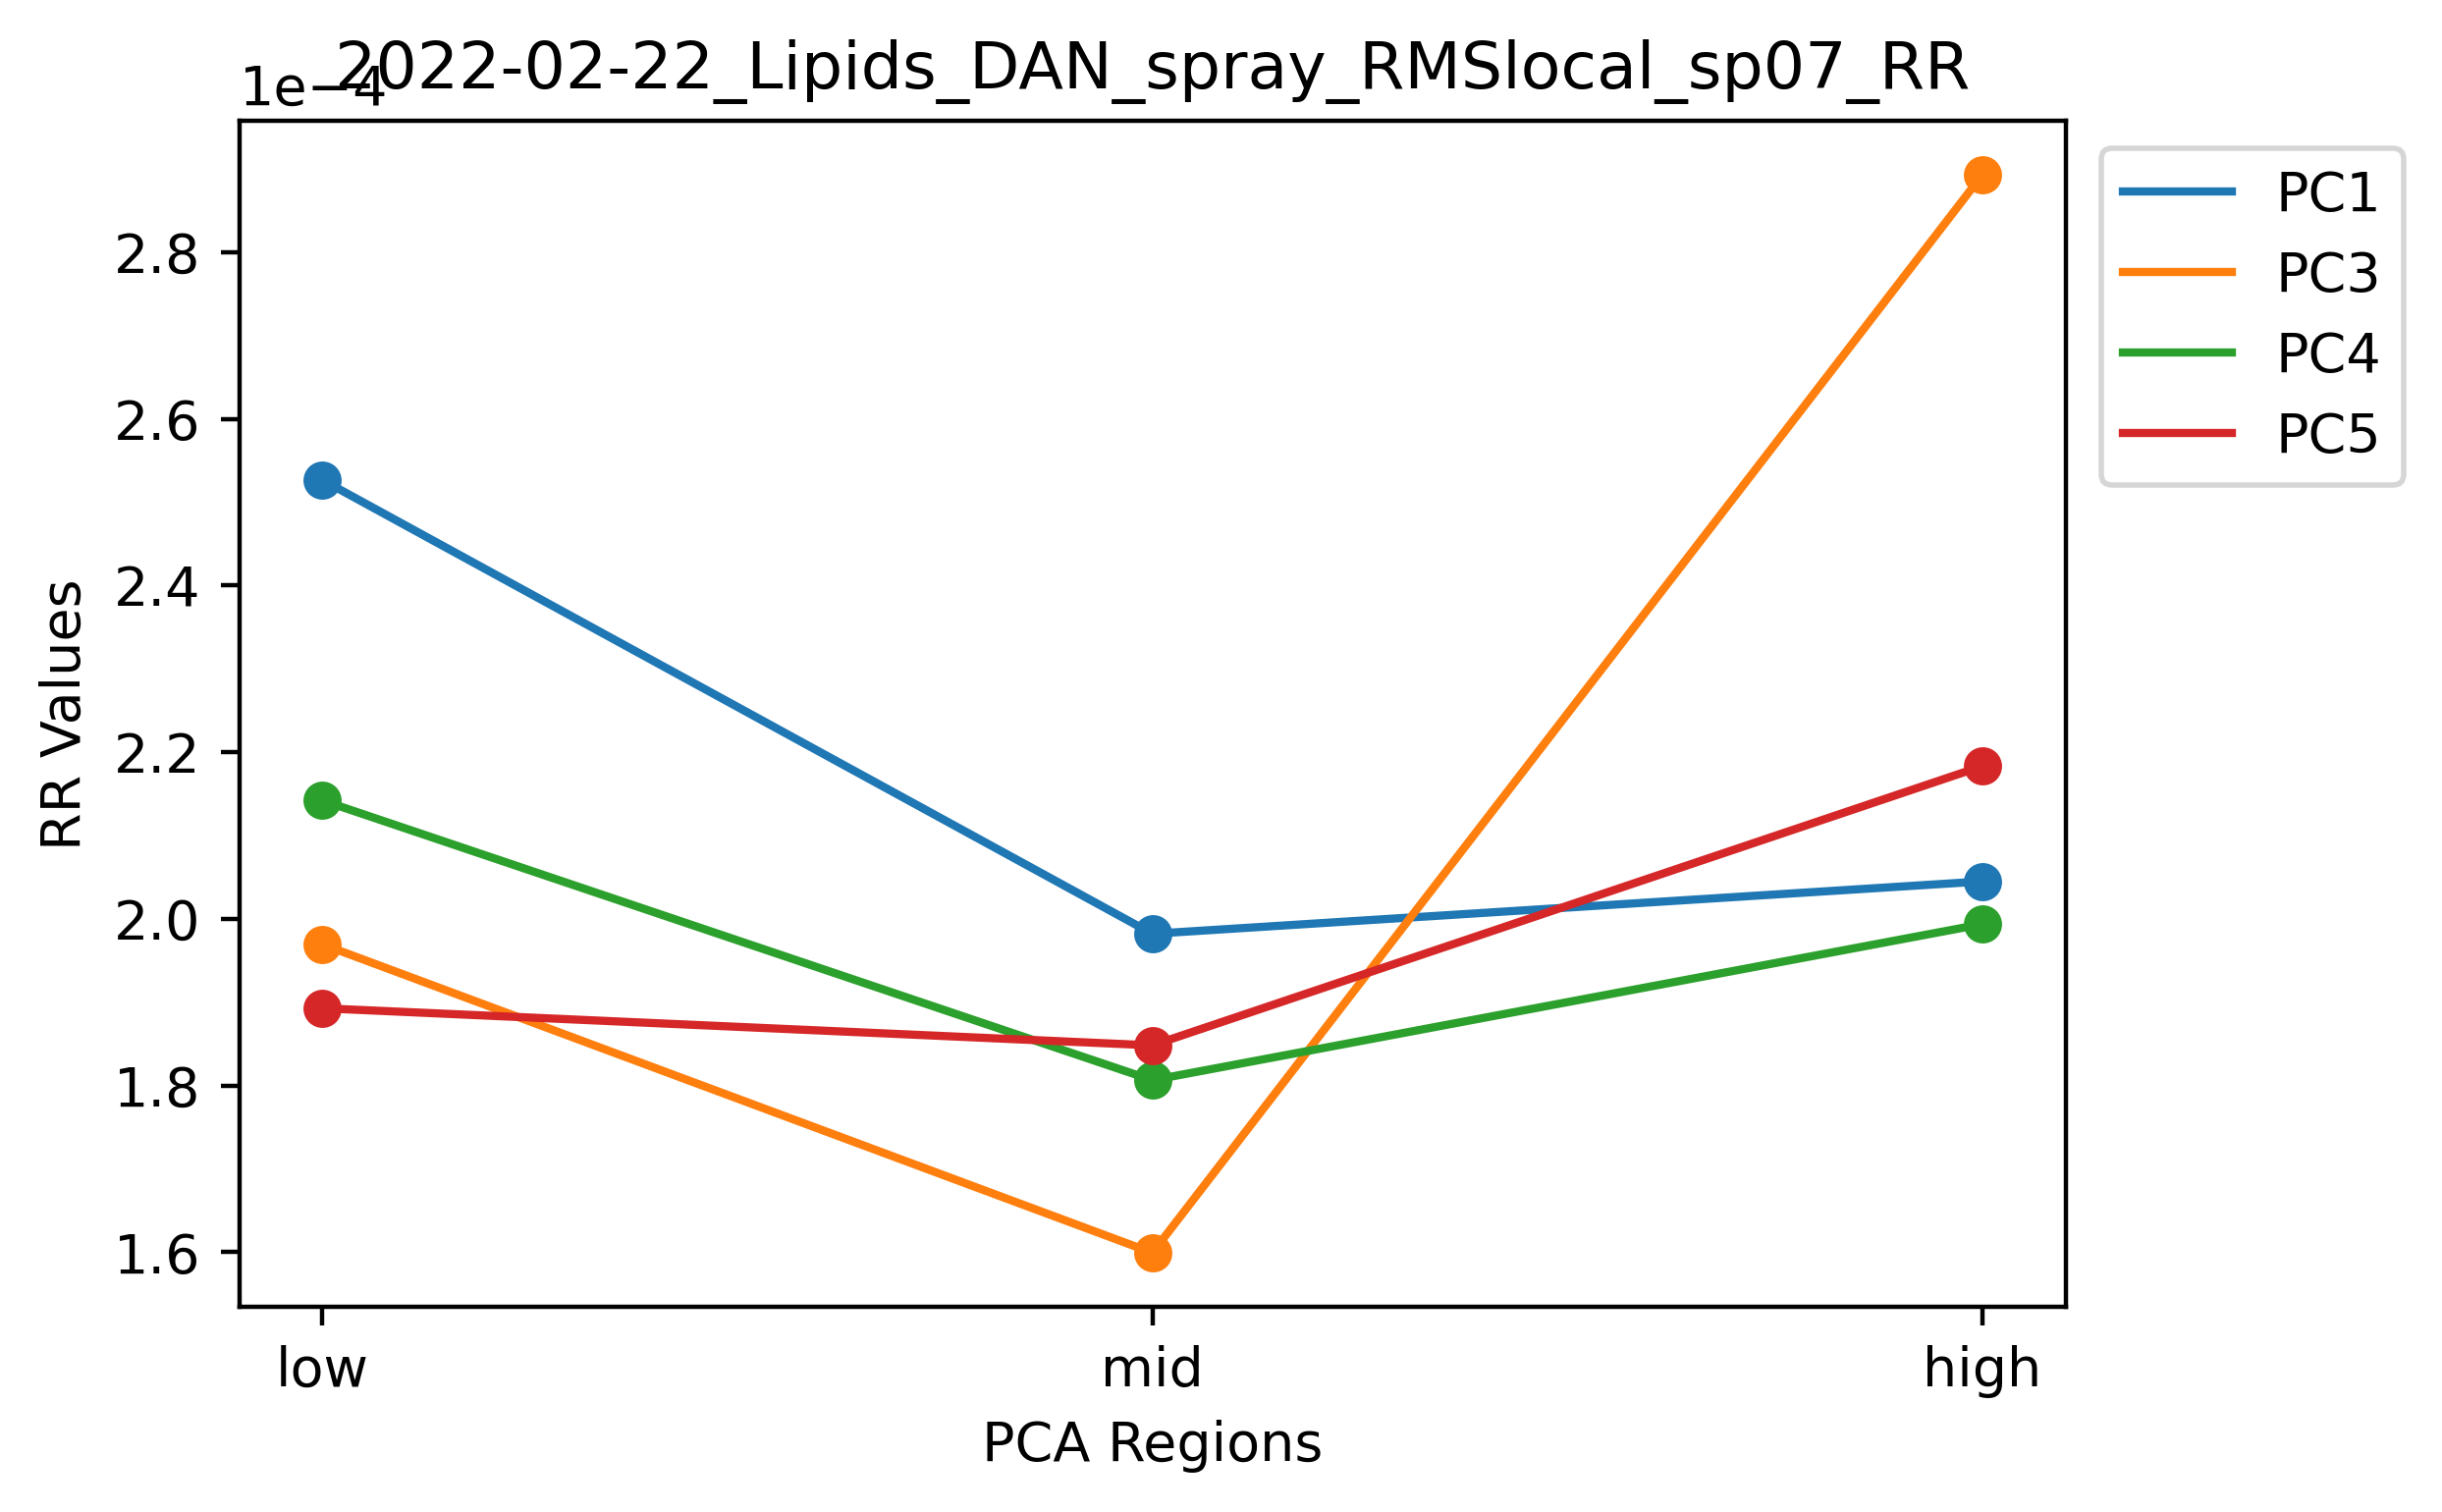 2022-02-22_Lipids_DAN_spray_RMSlocal_sp07_RR
1e−4
2.8
2.6
2.4
2.2
2.0
1.8
1.6
RR Values
low mid high
PCA Regions
PC1
PC3
PC4
PC5